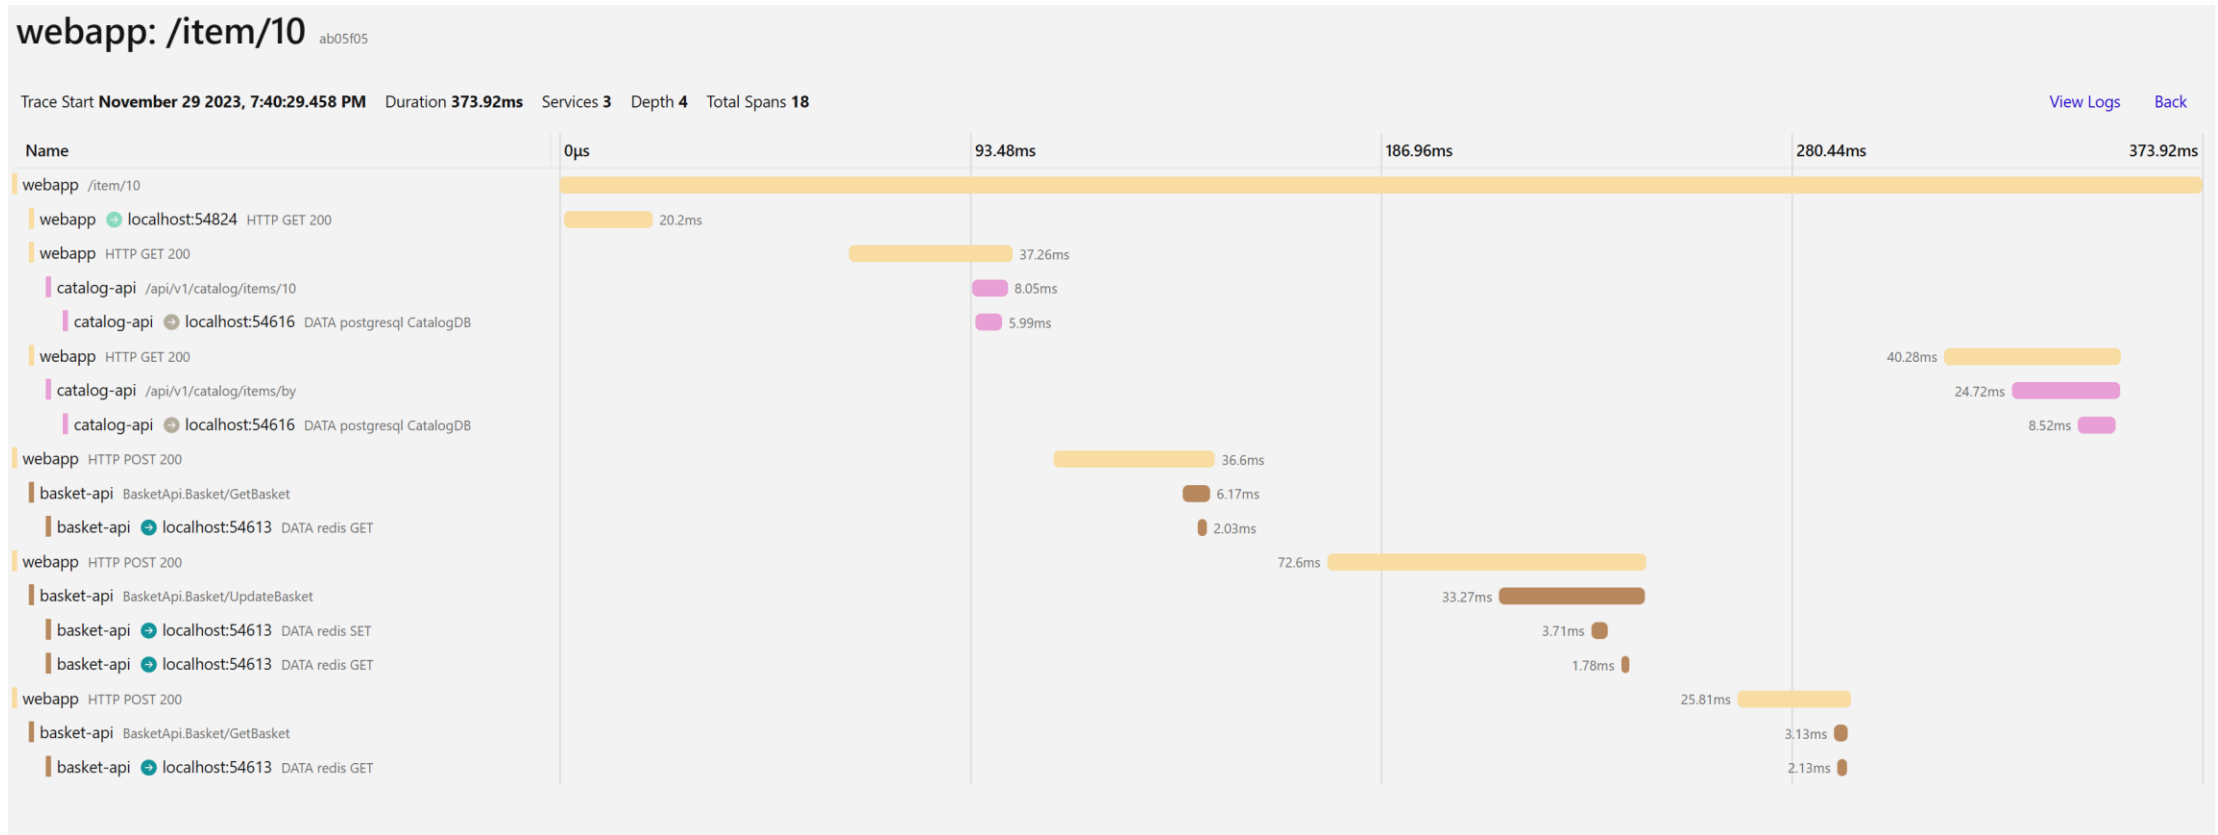 webapp: /item/10 ab05f05
Trace Start November 29 2023, 7:40:29.458 PM Duration 373.92ms Services 3 Depth 4 Total Spans 18 View Logs Back
Name 0μs 93.48ms 186.96ms 280.44ms 373.92ms
webapp /item/10
webapp localhost:54824 HTTP GET 200 20.2ms
webapp HTTP GET 200 37.26ms
catalog-api /api/v1/catalog/items/10 8.05ms
catalog-api localhost:54616 DATA postgresql CatalogDB 5.99ms
webapp HTTP GET 200 40.28ms
catalog-api /api/v1/catalog/items/by 24.72ms
catalog-api localhost:54616 DATA postgresql CatalogDB 8.52ms
webapp HTTP POST 200 36.6ms
basket-api BasketApi.Basket/GetBasket 6.17ms
basket-api localhost:54613 DATA redis GET 2.03ms
webapp HTTP POST 200 72.6ms
basket-api BasketApi.Basket/UpdateBasket 33.27ms
basket-api localhost:54613 DATA redis SET 3.71ms
basket-api localhost:54613 DATA redis GET 1.78ms
webapp HTTP POST 200 25.81ms
basket-api BasketApi.Basket/GetBasket 3.13ms
basket-api localhost:54613 DATA redis GET 2.13ms